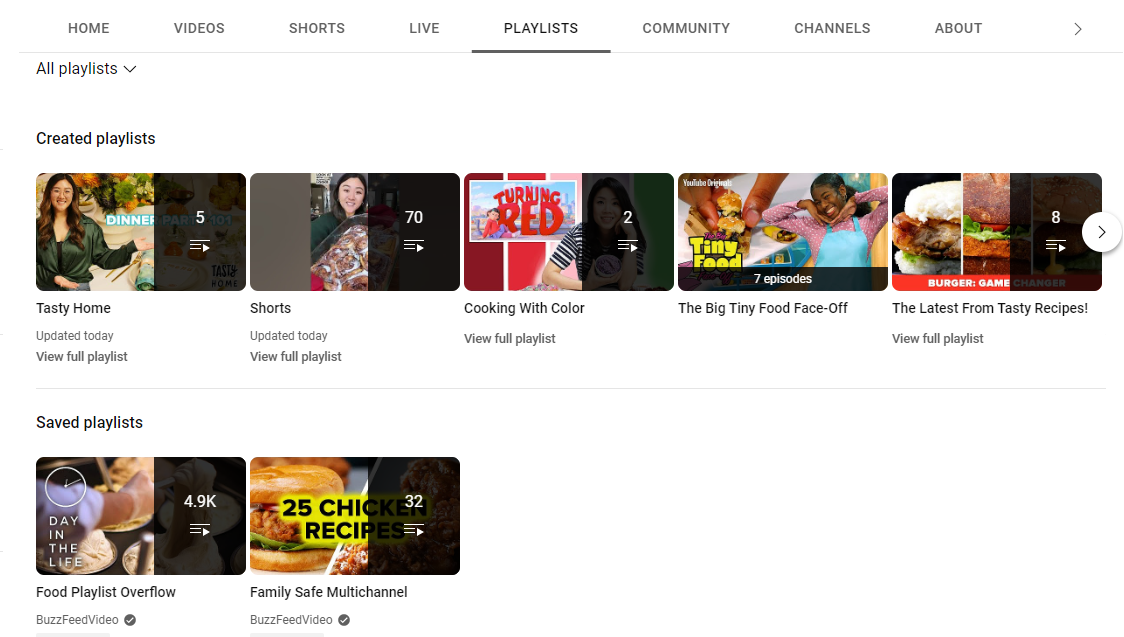 HOME VIDEOS SHORTS LIVE PLAYLISTS COMMUNITY CHANNELS ABOUT
All playlists
Created playlists
DINNER PARTY 101
5
TASTY
HOME
70
TURNING
RED
2
YouTube Originals
Tiny
Food
7 episodes
8
BURGER: GAME CHANGER
Tasty Home
Shorts
Cooking With Color
The Big Tiny Food Face-Off
The Latest From Tasty Recipes!
Updated today
Updated today
View full playlist
View full playlist
View full playlist
View full playlist
Saved playlists
DAY
IN
THE
LIFE
4.9K
25 CHICKEN
RECIPES
32
Food Playlist Overflow
Family Safe Multichannel
BuzzFeedVideo
BuzzFeedVideo